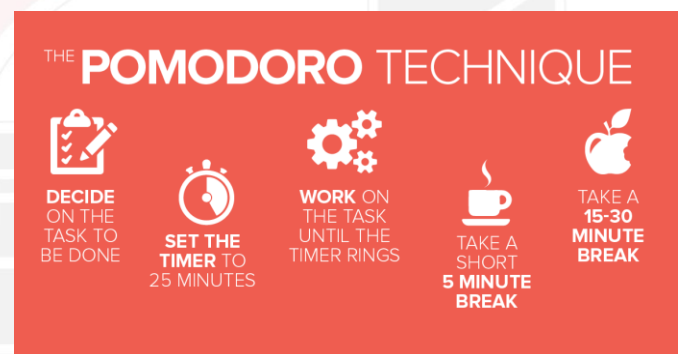 THE POMODORO TECHNIQUE
DECIDE
ON THE
TASK TO
BE DONE
SET THE
TIMER TO
25 MINUTES
WORK ON
THE TASK
UNTIL THE
TIMER RINGS
TAKE A
SHORT
5 MINUTE
BREAK
TAKE A
15-30
MINUTE
BREAK